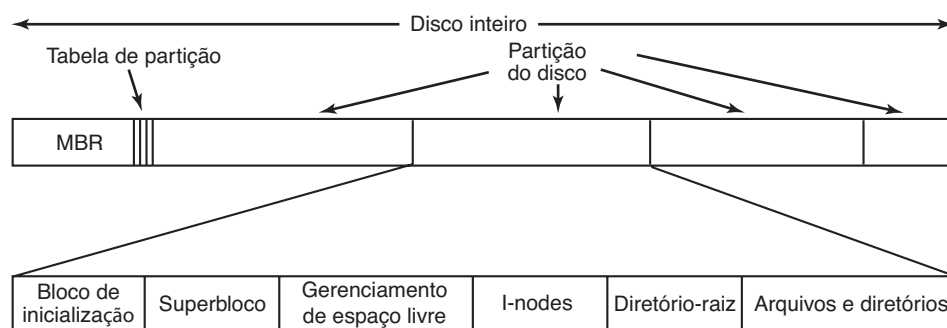 Disco inteiro
Tabela de partição
Partição
do disco
MBR
Bloco de
inicialização
Superbloco
Gerenciamento
de espaço livre
I-nodes
Diretório-raiz
Arquivos e diretórios